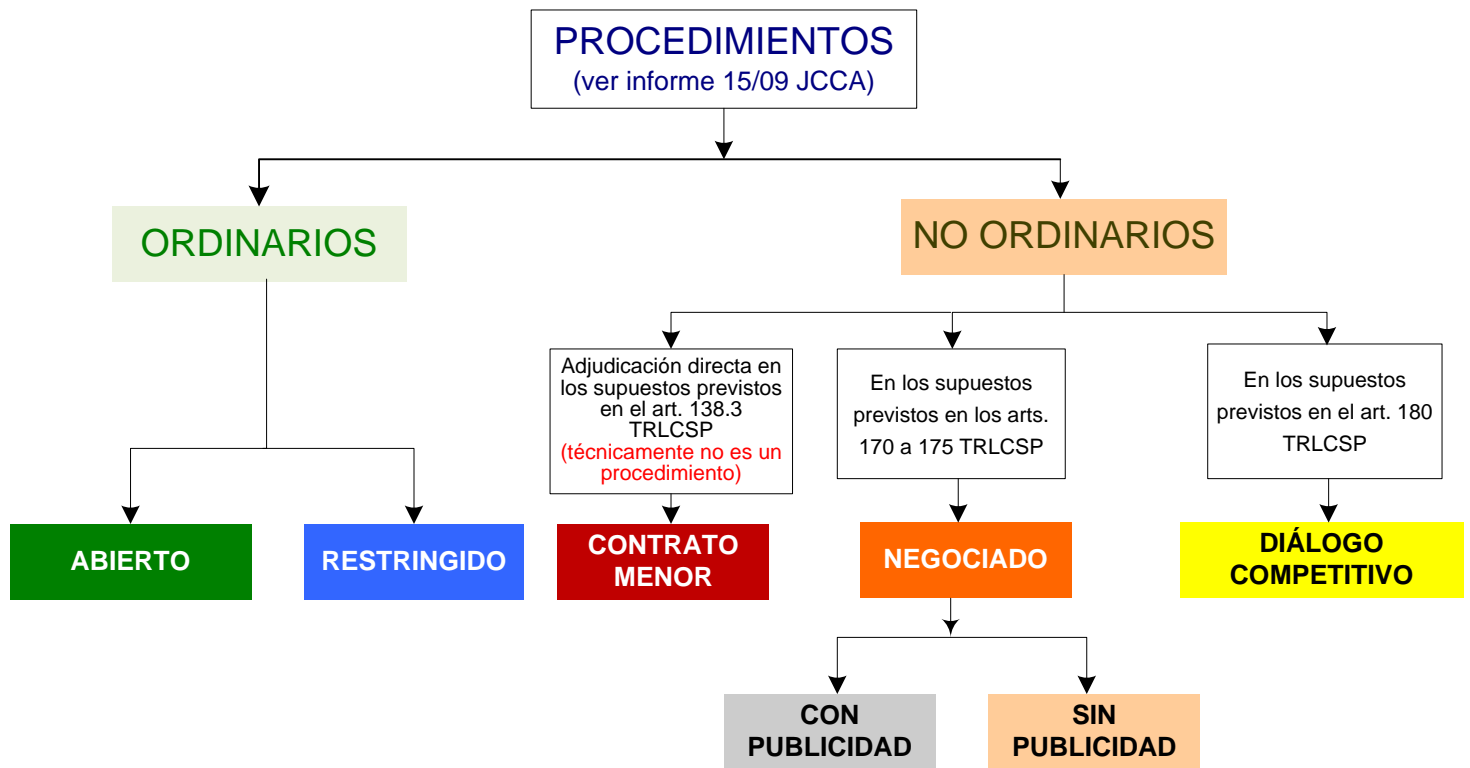 PROCEDIMIENTOS
(ver informe 15/09 JCCA)
ORDINARIOS
NO ORDINARIOS
Adjudicación directa en
los supuestos previstos
en el art. 138.3
TRLCSP
(técnicamente no es un
procedimiento)
En los supuestos
previstos en los arts.
170 a 175 TRLCSP
En los supuestos
previstos en el art. 180
TRLCSP
ABIERTO
RESTRINGIDO
CONTRATO
MENOR
NEGOCIADO
DIÁLOGO
COMPETITIVO
CON
PUBLICIDAD
SIN
PUBLICIDAD